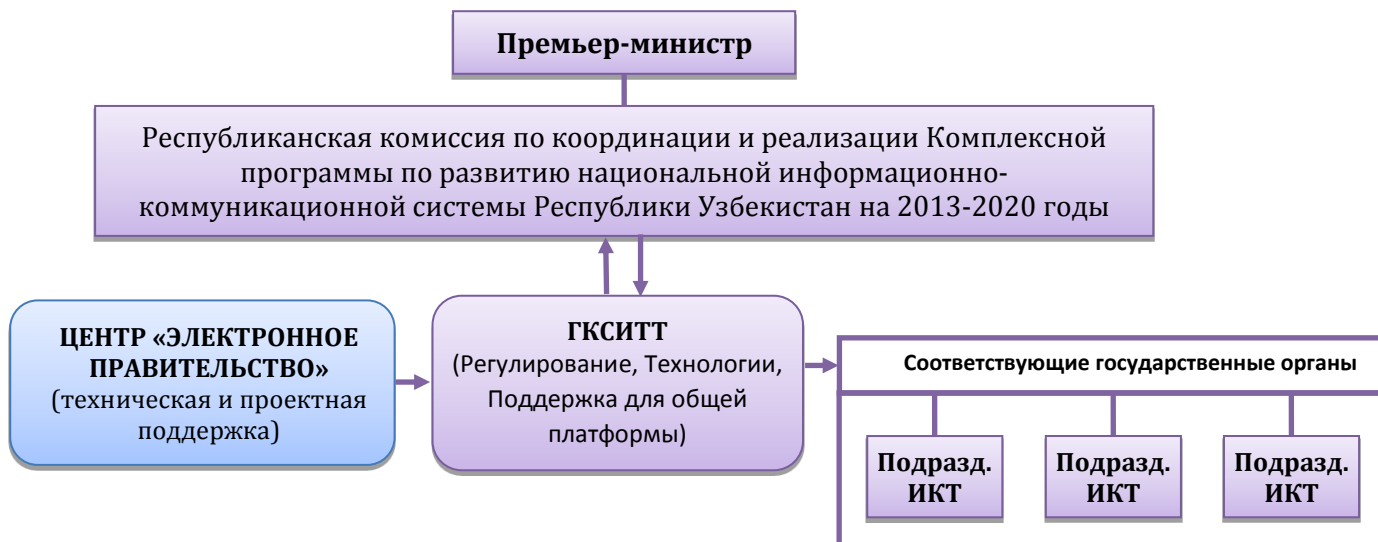 Премьер-министр
Республиканская комиссия по координации и реализации Комплексной
программы по развитию национальной информационно-
коммуникационной системы Республики Узбекистан на 2013-2020 годы
ЦЕНТР «ЭЛЕКТРОННОЕ
ПРАВИТЕЛЬСТВО»
(техническая и проектная
поддержка)
ГКСИТТ
(Регулирование, Технологии,
Поддержка для общей
платформы)
Соответствующие государственные органы
Подразд.
ИКТ
Подразд.
ИКТ
Подразд.
ИКТ